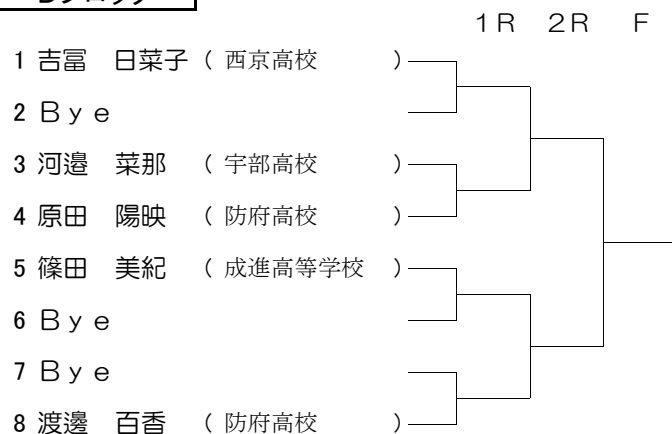 １Ｒ ２Ｒ Ｆ
1 吉冨 日菜子 （ 西京高校 ）
2 Ｂｙｅ
3 河邉 菜那 （ 宇部高校 ）
4 原田 陽映 （ 防府高校 ）
5 篠田 美紀 （ 成進高等学校 ）
6 Ｂｙｅ
7 Ｂｙｅ
8 渡邊 百香 （ 防府高校 ）